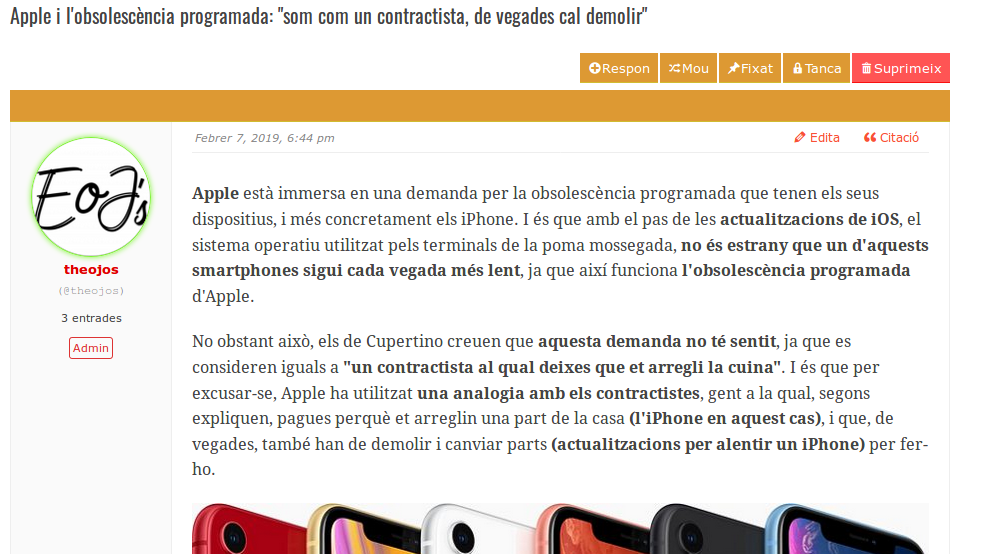 Apple i l'obsolescència programada: "som com un contractista, de vegades cal demolir"
Respon Mou Fixat Tanca Suprimeix
Febrer 7, 2019, 6:44 pm
Edita Citació
EoJ's
theojos
(@theojos)
3 entrades
Admin
Apple està immersa en una demanda per la obsolescència programada que tenen els seus
dispositius, i més concretament els iPhone. I és que amb el pas de les actualitzacions de iOS, el
sistema operatiu utilitzat pels terminals de la poma mossegada, no és estrany que un d'aquests
smartphones sigui cada vegada més lent, ja que així funciona l'obsolescència programada
d'Apple.
No obstant això, els de Cupertino creuen que aquesta demanda no té sentit, ja que es
consideren iguals a "un contractista al qual deixes que et arregli la cuina". I és que per
excusar-se, Apple ha utilitzat una analogia amb els contractistes, gent a la qual, segons
expliquen, pagues perquè et arreglin una part de la casa (l'iPhone en aquest cas), i que, de
vegades, també han de demolir i canviar parts (actualitzacions per alentir un iPhone) per fer-
ho.